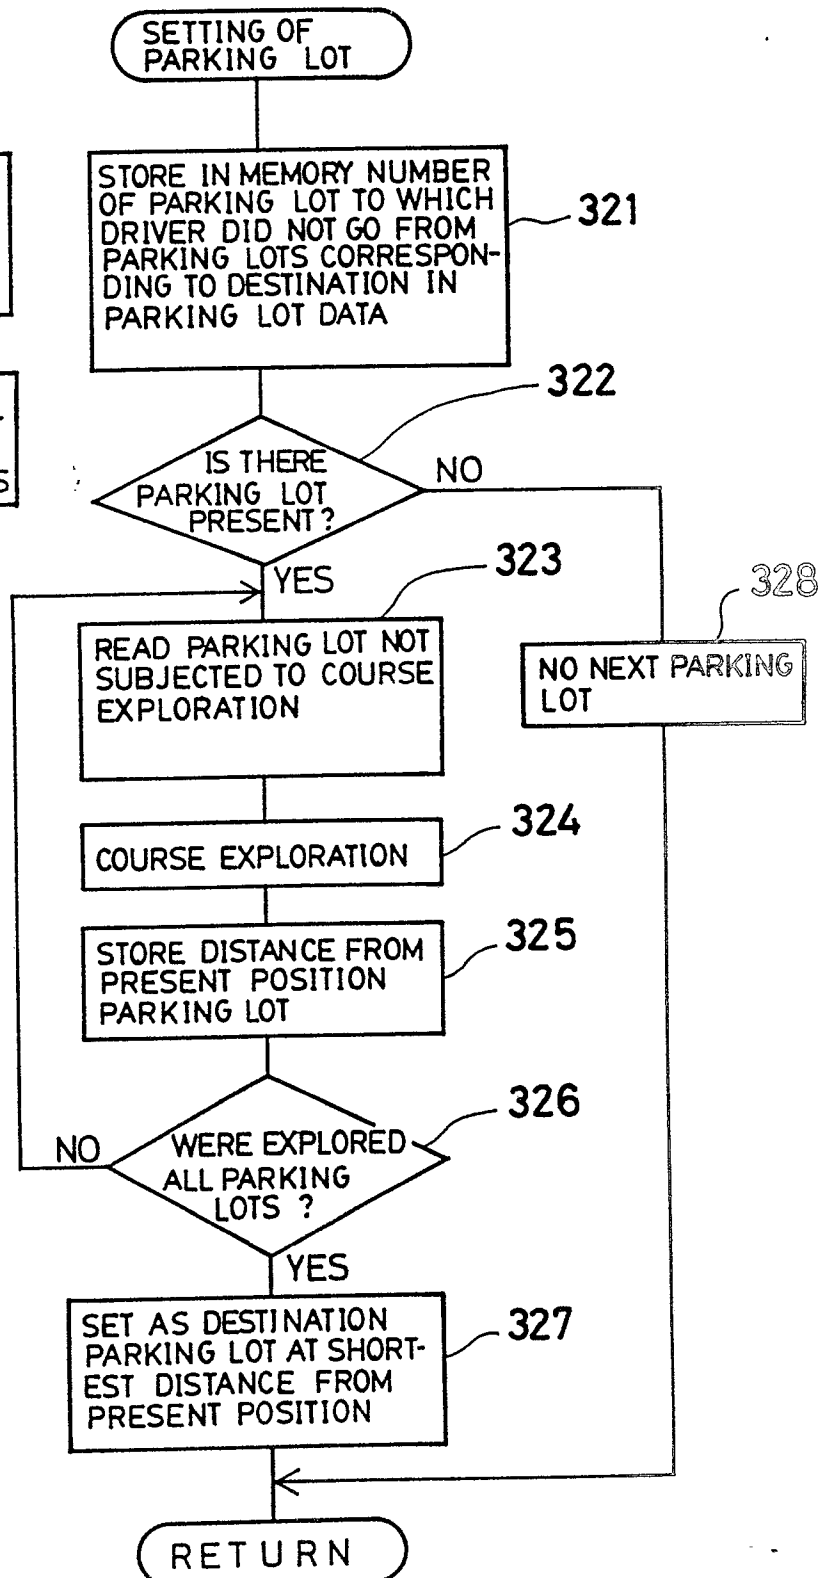 SETTING OF
PARKING LOT
STORE IN MEMORY NUMBER
OF PARKING LOT TO WHICH
DRIVER DID NOT GO FROM
PARKING LOTS CORRESPON-
DING TO DESTINATION IN
PARKING LOT DATA
321
322
IS THERE
PARKING LOT
PRESENT?
NO
YES
323
READ PARKING LOT NOT
SUBJECTED TO COURSE
EXPLORATION
328
NO NEXT PARKING
LOT
324
COURSE EXPLORATION
325
STORE DISTANCE FROM
PRESENT POSITION
PARKING LOT
326
WERE EXPLORED
ALL PARKING
LOTS ?
NO
YES
327
SET AS DESTINATION
PARKING LOT AT SHORT-
EST DISTANCE FROM
PRESENT POSITION
RETURN